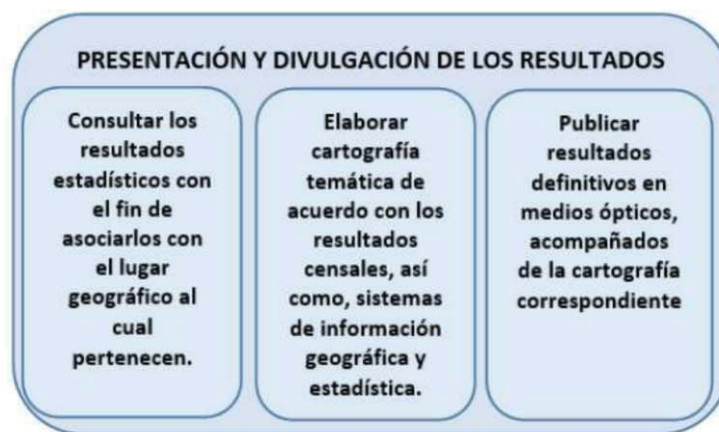 PRESENTACIÓN Y DIVULGACIÓN DE LOS RESULTADOS
Consultar los
resultados
estadísticos con
el fin de
asociarlos con
el lugar
geográfico al
cual
pertenecen.
Elaborar
cartografía
temática de
acuerdo con los
resultados
censales, así
como, sistemas
de información
geográfica y
estadística.
Publicar
resultados
definitivos en
medios ópticos,
acompañados
de la cartografía
correspondiente